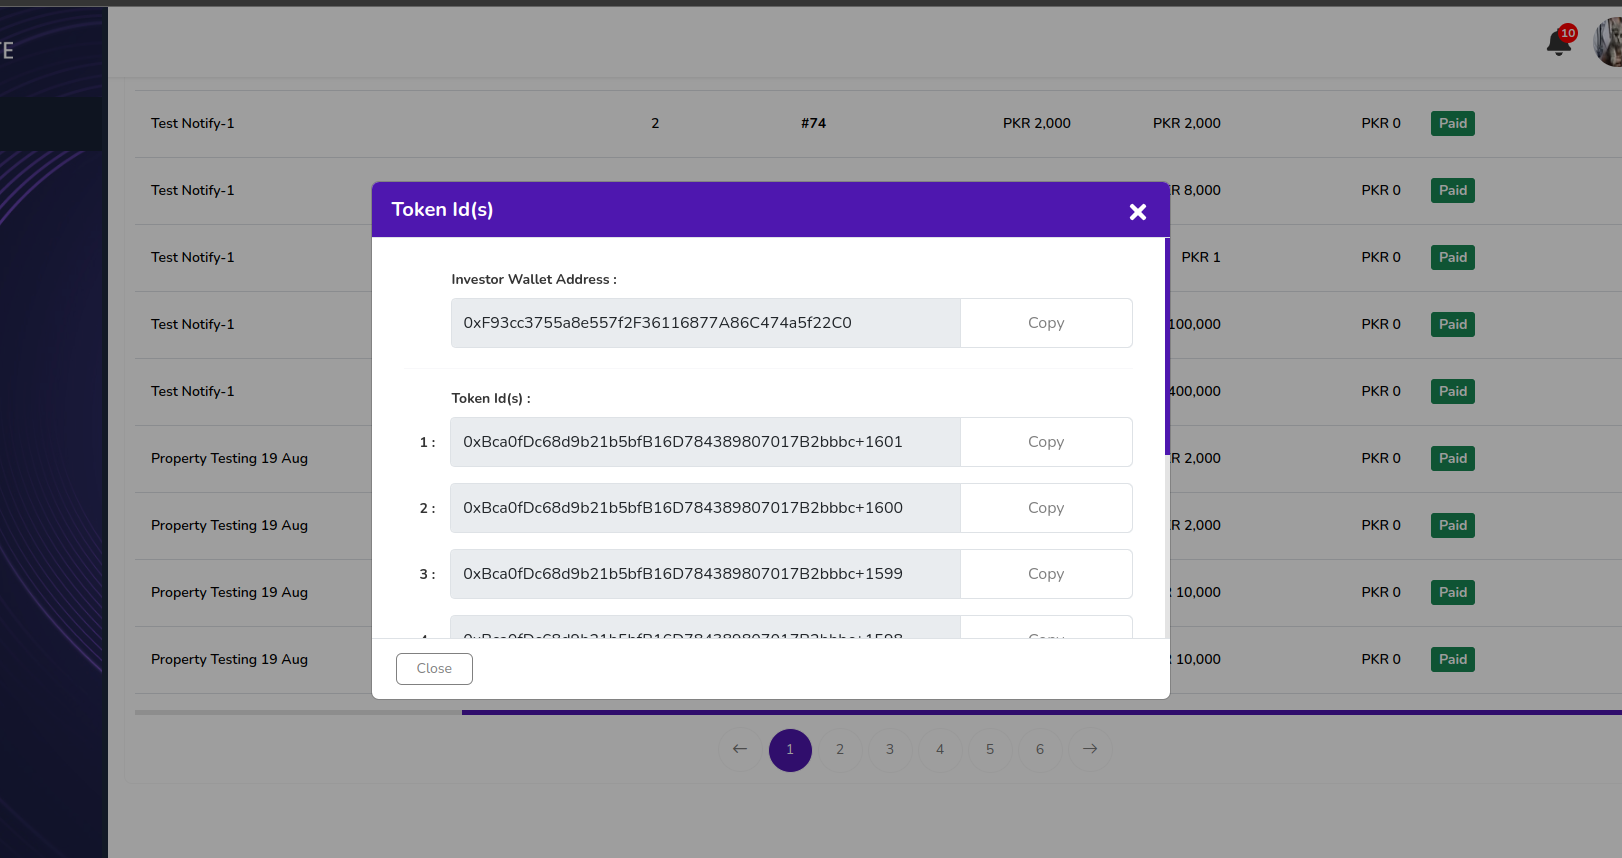 TE
10
Test Notify-1 2 #74 PKR 2,000 PKR 2,000 PKR 0 Paid
Test Notify-1 R 8,000 PKR 0 Paid
Test Notify-1 PKR 1 PKR 0 Paid
Test Notify-1 100,000 PKR 0 Paid
Test Notify-1 400,000 PKR 0 Paid
Property Testing 19 Aug R 2,000 PKR 0 Paid
Property Testing 19 Aug R 2,000 PKR 0 Paid
Property Testing 19 Aug 10,000 PKR 0 Paid
Property Testing 19 Aug 10,000 PKR 0 Paid
Token Id(s)
Investor Wallet Address :
0xF93cc3755a8e557f2F36116877A86C474a5f22C0 Copy
Token Id(s) :
1 : 0xBca0fDc68d9b21b5bfB16D784389807017B2bbbc+1601 Copy
2 : 0xBca0fDc68d9b21b5bfB16D784389807017B2bbbc+1600 Copy
3 : 0xBca0fDc68d9b21b5bfB16D784389807017B2bbbc+1599 Copy
0xBca0fDc68d9b21b5bfB16D784389807017B2bbbc+1598 Copy
Close
← 1 2 3 4 5 6 →